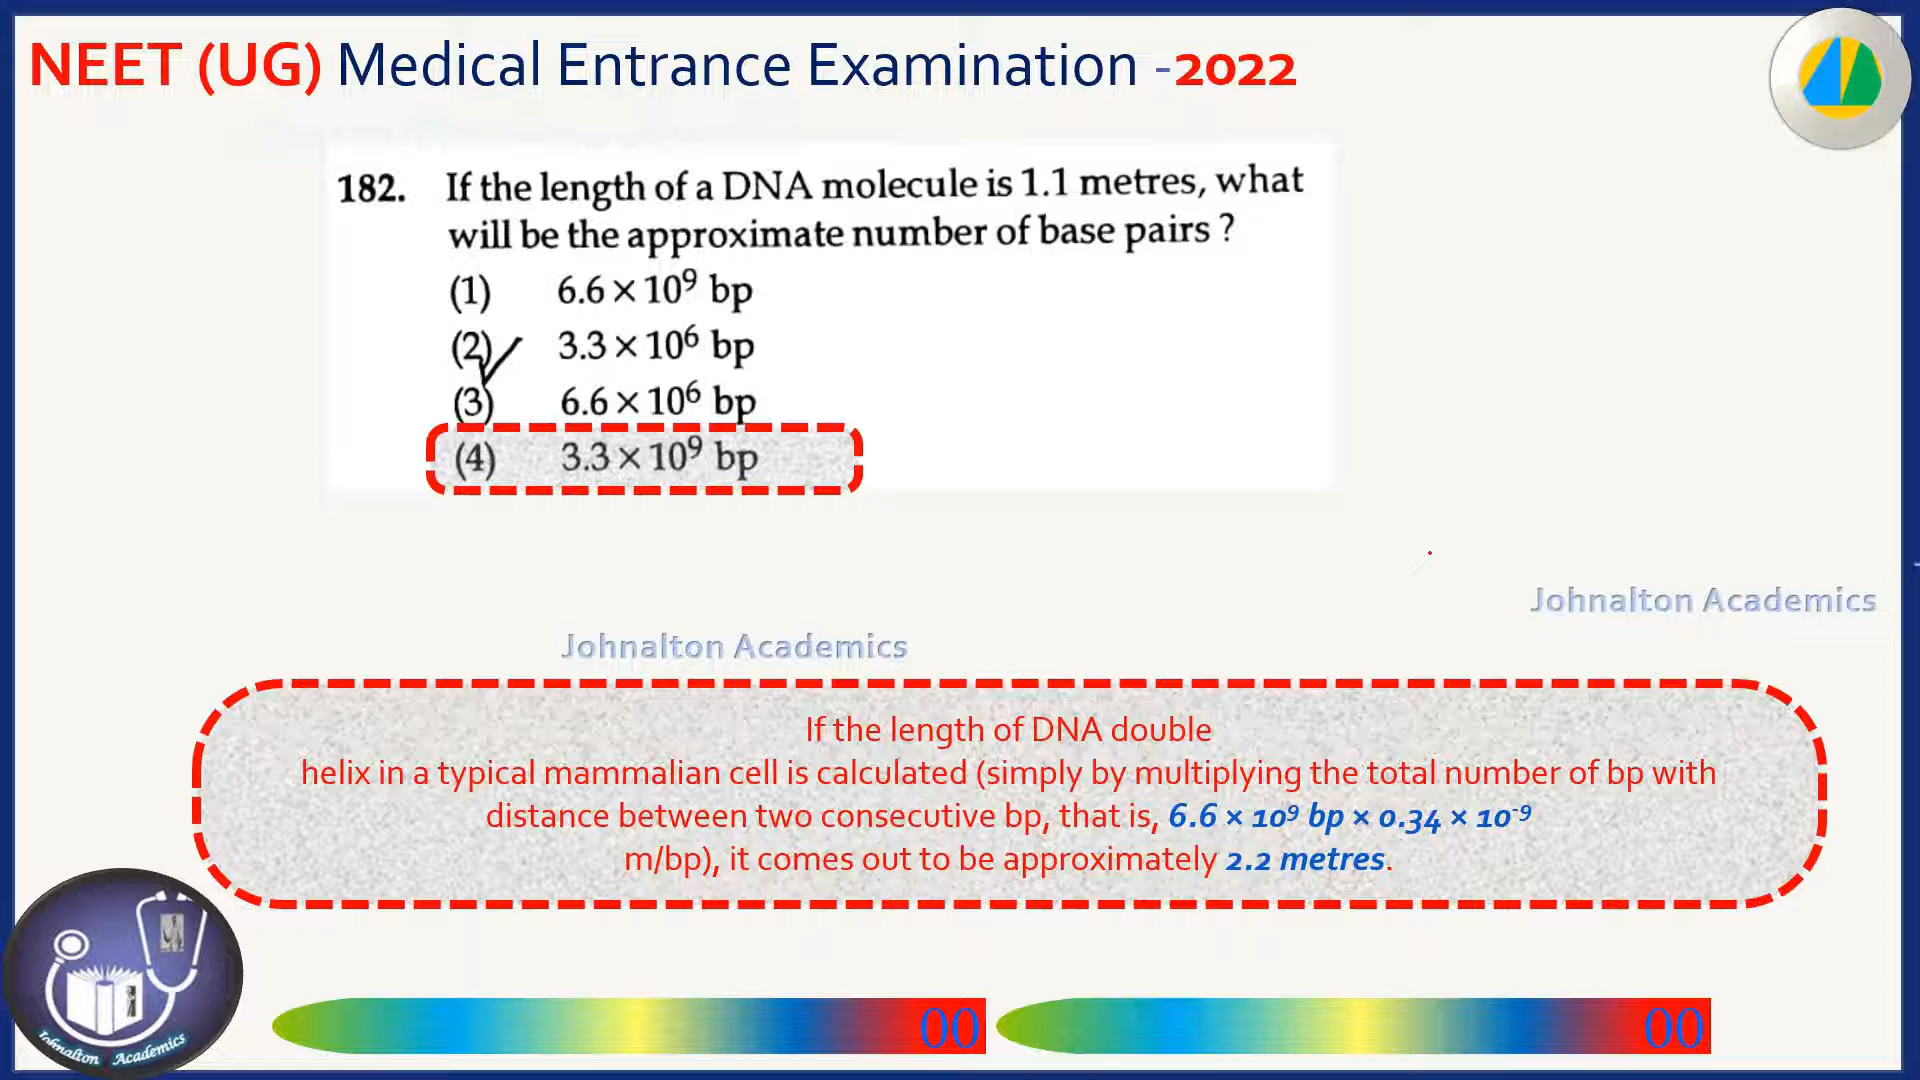 NEET (UG) Medical Entrance Examination -2022
182. If the length of a DNA molecule is 1.1 metres, what
will be the approximate number of base pairs ?
(1) 6.6 × 10⁹ bp
(2) 3.3 × 10⁶ bp
(3) 6.6 × 10⁶ bp
(4) 3.3 × 10⁹ bp
Johnalton Academics
Johnalton Academics
If the length of DNA double
helix in a typical mammalian cell is calculated (simply by multiplying the total number of bp with
distance between two consecutive bp, that is, 6.6 × 10⁹ bp × 0.34 × 10⁻⁹
m/bp), it comes out to be approximately 2.2 metres.
Johnalton Academics
00 00